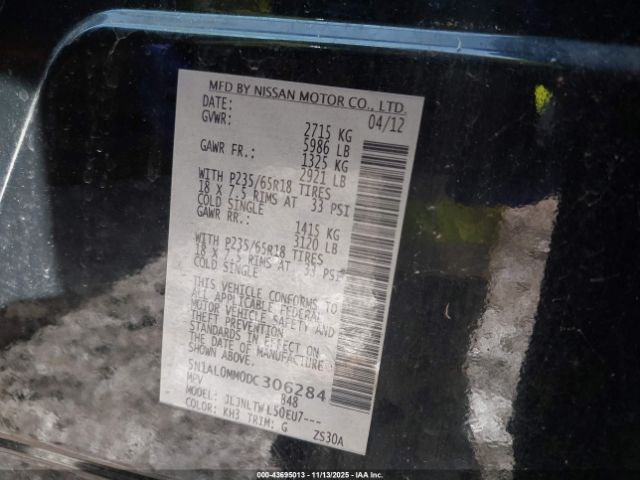 MFD BY NISSAN MOTOR CO., LTD.
DATE: 04/12
GVWR: 2715 KG
5986 LB
GAWR FR.: 1325 KG
2921 LB
WITH P235/65R18 TIRES
18 X 7.5 RIMS AT 33 PSI
COLD SINGLE
GAWR RR.: 1415 KG
3120 LB
WITH P235/65R18 TIRES
18 X 7.5 RIMS AT 33 PSI
COLD SINGLE
THIS VEHICLE CONFORMS TO
ALL APPLICABLE FEDERAL
MOTOR VEHICLE SAFETY AND
THEFT PREVENTION
STANDARDS IN EFFECT ON
THE DATE OF MANUFACTURE
SHOWN ABOVE.
5N1AL0MM0DC306284
MPV 848
MODEL: JLJNLTWL50EU7---
COLOR: KH3 TRIM: G ZS30A
000-43695013 - 11/13/2025 - IAA Inc.